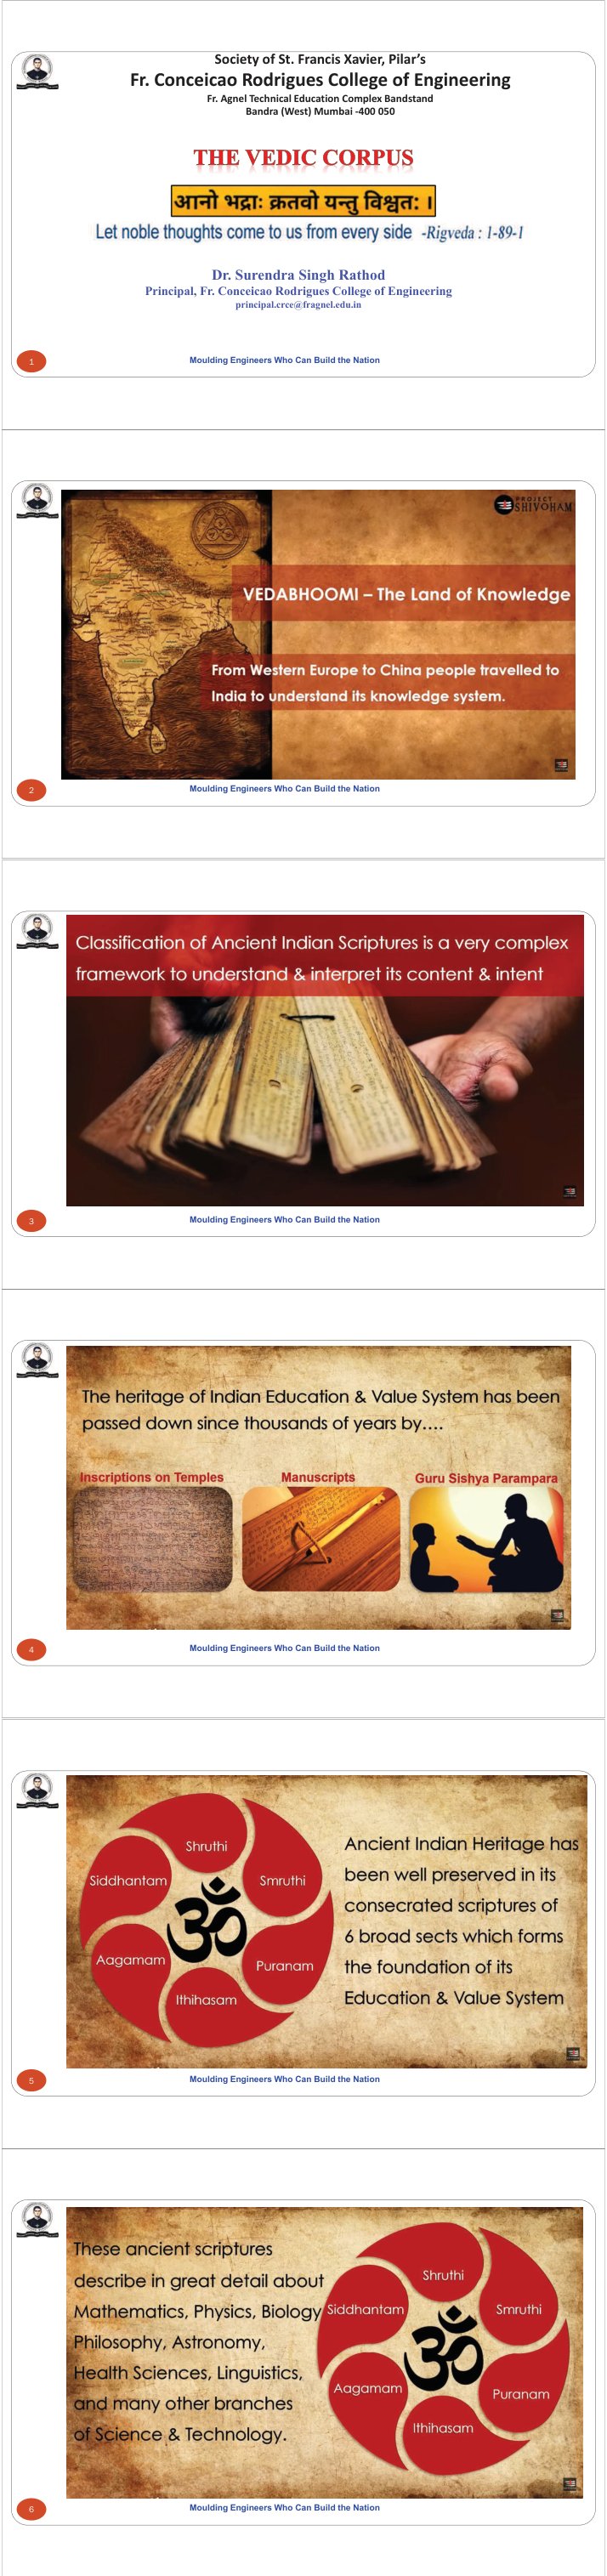 Society of St. Francis Xavier, Pilar's
Fr. Conceicao Rodrigues College of Engineering
Fr. Agnel Technical Education Complex Bandstand
Bandra (West) Mumbai -400 050
THE VEDIC CORPUS
आनो भद्राः क्रतवो यन्तु विश्वतः ।
Let noble thoughts come to us from every side -Rigveda : 1-89-1
Dr. Surendra Singh Rathod
Principal, Fr. Conceicao Rodrigues College of Engineering
principal.crce@fragnel.edu.in
1
Moulding Engineers Who Can Build the Nation
PROJECT
SHIVOHAM
VEDABHOOMI – The Land of Knowledge
From Western Europe to China people travelled to
India to understand its knowledge system.
2
Moulding Engineers Who Can Build the Nation
Classification of Ancient Indian Scriptures is a very complex
framework to understand & interpret its content & intent
3
Moulding Engineers Who Can Build the Nation
The heritage of Indian Education & Value System has been
passed down since thousands of years by....
Inscriptions on Temples
Manuscripts
Guru Sishya Parampara
4
Moulding Engineers Who Can Build the Nation
Shruthi
Siddhantam
Smruthi
ॐ
Aagamam
Puranam
Ithihasam
Ancient Indian Heritage has
been well preserved in its
consecrated scriptures of
6 broad sects which forms
the foundation of its
Education & Value System
5
Moulding Engineers Who Can Build the Nation
These ancient scriptures
describe in great detail about
Mathematics, Physics, Biology
Philosophy, Astronomy,
Health Sciences, Linguistics,
and many other branches
of Science & Technology.
Shruthi
Siddhantam
Smruthi
ॐ
Aagamam
Puranam
Ithihasam
6
Moulding Engineers Who Can Build the Nation